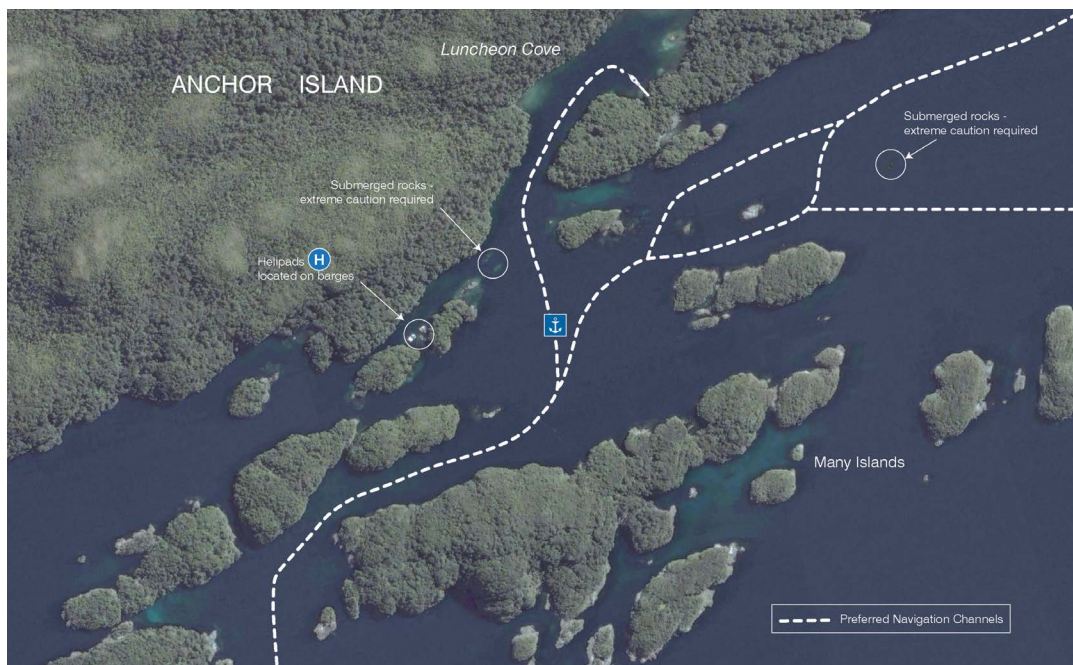 Luncheon Cove
ANCHOR ISLAND
Submerged rocks -
extreme caution required
Submerged rocks -
extreme caution required
Helipads H
located on barges
Many Islands
Preferred Navigation Channels